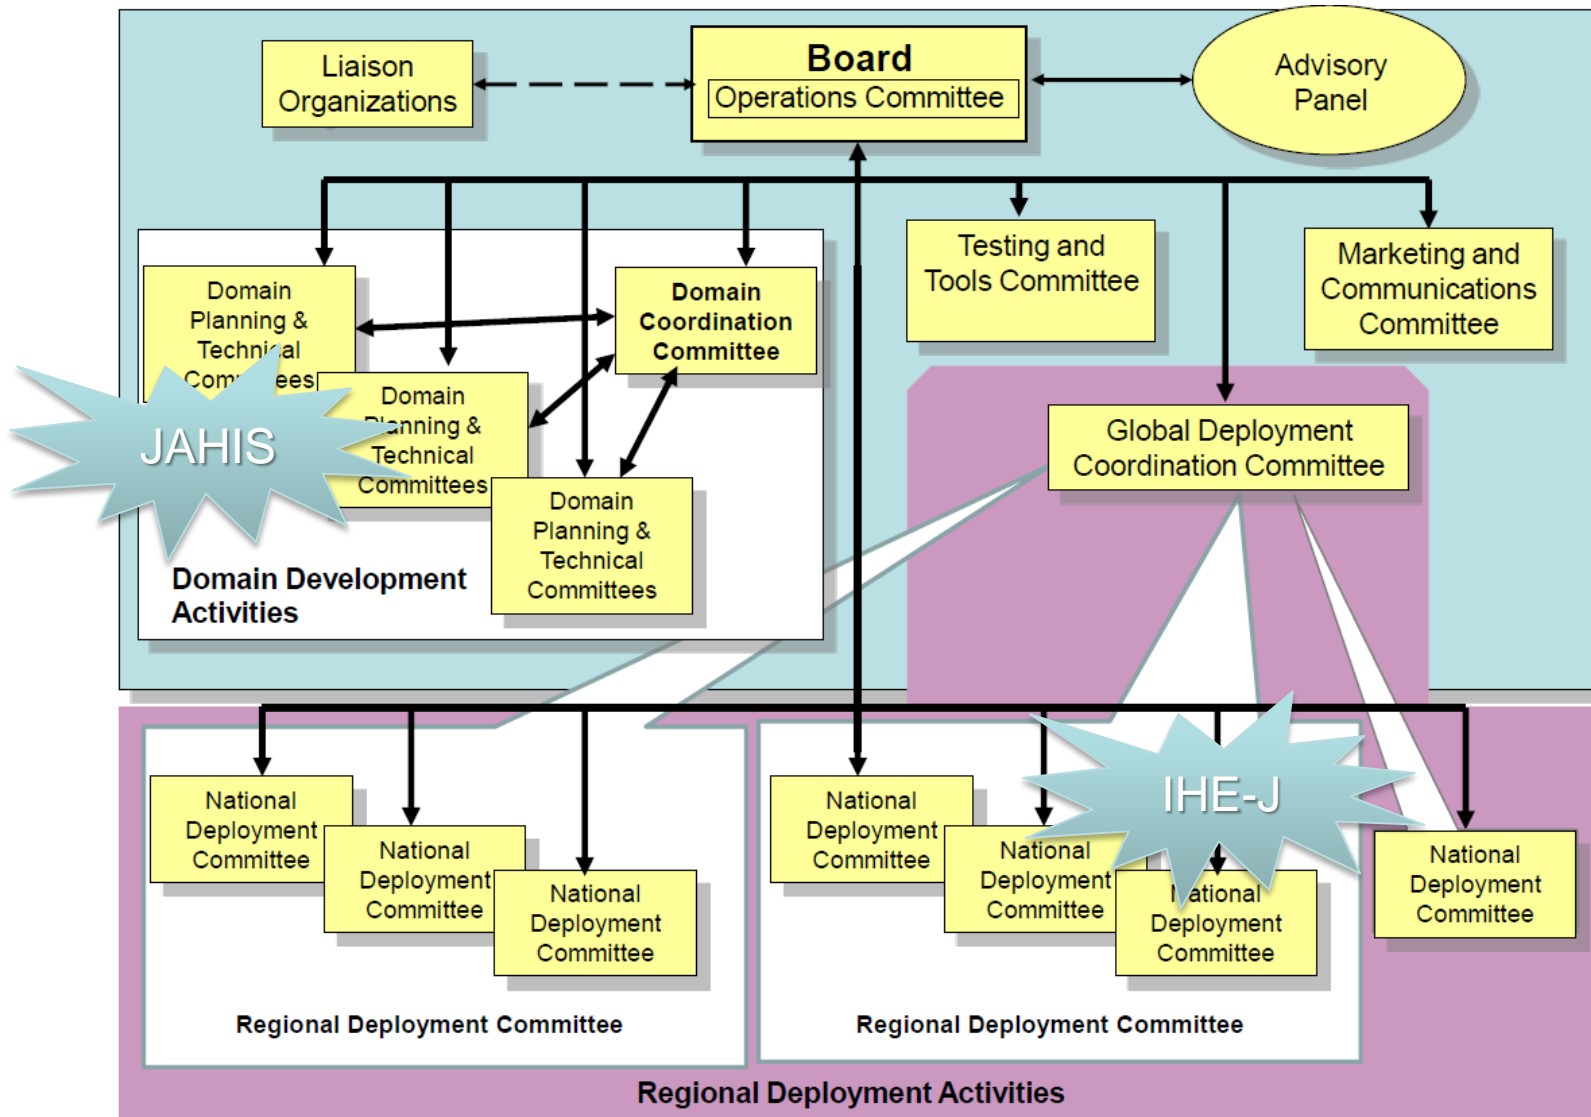 Liaison
Organizations
Board
Operations Committee
Advisory
Panel
Domain
Planning &
Technical
Committees
Domain
Coordination
Committee
Testing and
Tools Committee
Marketing and
Communications
Committee
Domain
Planning &
Technical
Committees
JAHIS
Domain
Planning &
Technical
Committees
Domain Development
Activities
Global Deployment
Coordination Committee
National
Deployment
Committee
National
Deployment
Committee
National
Deployment
Committee
Regional Deployment Committee
National
Deployment
Committee
National
Deployment
Committee
National
Deployment
Committee
IHE-J
Regional Deployment Committee
National
Deployment
Committee
Regional Deployment Activities